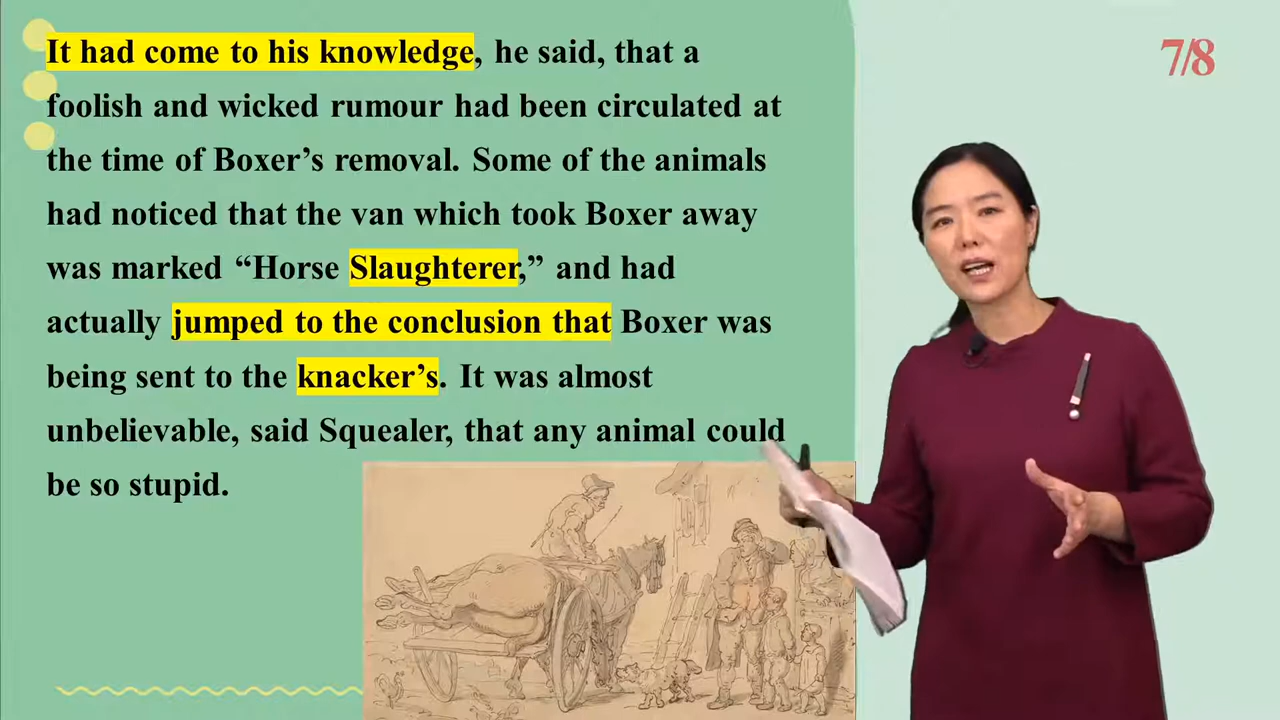 It had come to his knowledge, he said, that a
foolish and wicked rumour had been circulated at
the time of Boxer’s removal. Some of the animals
had noticed that the van which took Boxer away
was marked “Horse Slaughterer,” and had
actually jumped to the conclusion that Boxer was
being sent to the knacker’s. It was almost
unbelievable, said Squealer, that any animal could
be so stupid.
7/8